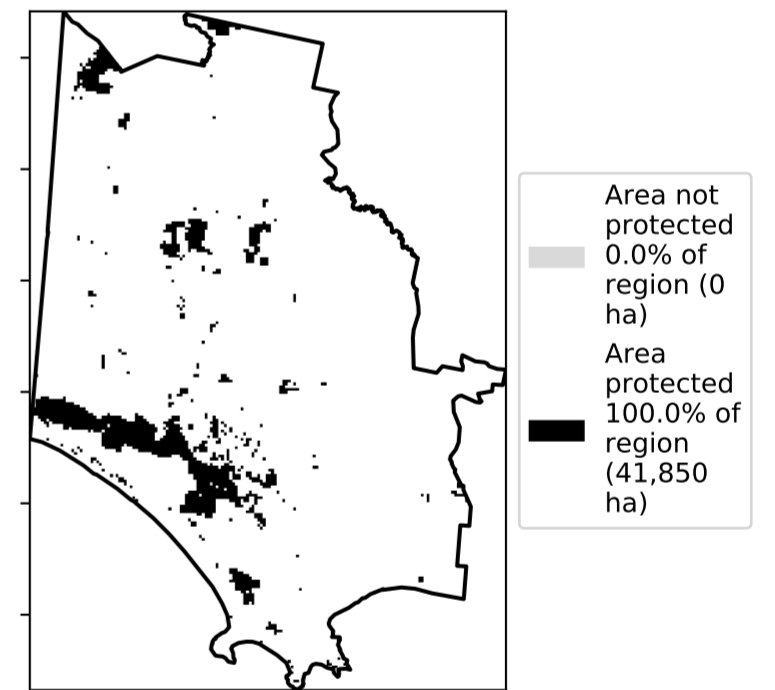 Area not
protected
0.0% of
region (0
ha)
Area
protected
100.0% of
region
(41,850
ha)